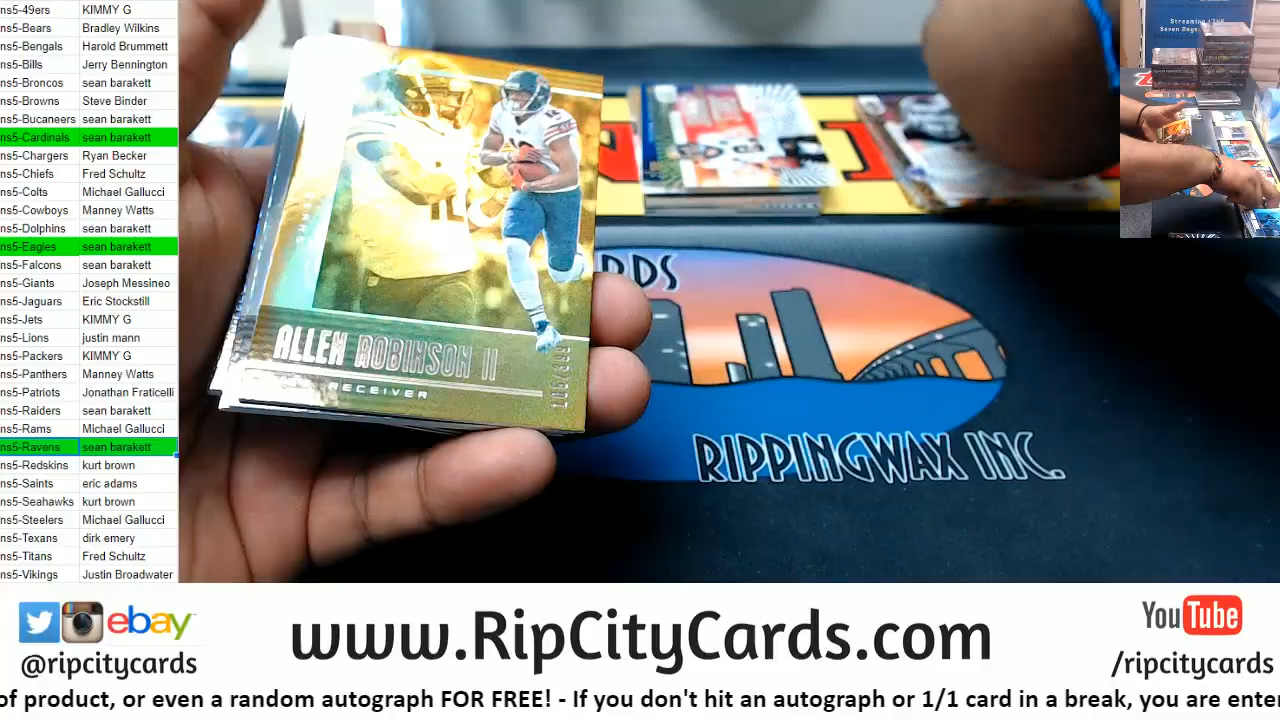 ns5-49ers KIMMY G
ns5-Bears Bradley Wilkins
ns5-Bengals Harold Brummett
ns5-Bills Jerry Bennington
ns5-Broncos sean barakett
ns5-Browns Steve Binder
ns5-Bucaneers sean barakett
ns5-Cardinals sean barakett
ns5-Chargers Ryan Becker
ns5-Chiefs Fred Schultz
ns5-Colts Michael Gallucci
ns5-Cowboys Manney Watts
ns5-Dolphins sean barakett
ns5-Eagles sean barakett
ns5-Falcons sean barakett
ns5-Giants Joseph Messineo
ns5-Jaguars Eric Stockstill
ns5-Jets KIMMY G
ns5-Lions justin mann
ns5-Packers KIMMY G
ns5-Panthers Manney Watts
ns5-Patriots Jonathan Fraticelli
ns5-Raiders sean barakett
ns5-Rams Michael Gallucci
ns5-Ravens sean barakett
ns5-Redskins kurt brown
ns5-Saints eric adams
ns5-Seahawks kurt brown
ns5-Steelers Michael Gallucci
ns5-Texans dirk emery
ns5-Titans Fred Schultz
ns5-Vikings Justin Broadwater
ALLEN ROBINSON II
RECEIVER
RDS
RIPPINGWAX INC.
Streaming LIVE
Seven Days
ebay
@ripcitycards
www.RipCityCards.com
YouTube
/ripcitycards
of product, or even a random autograph FOR FREE! - If you don't hit an autograph or 1/1 card in a break, you are enter